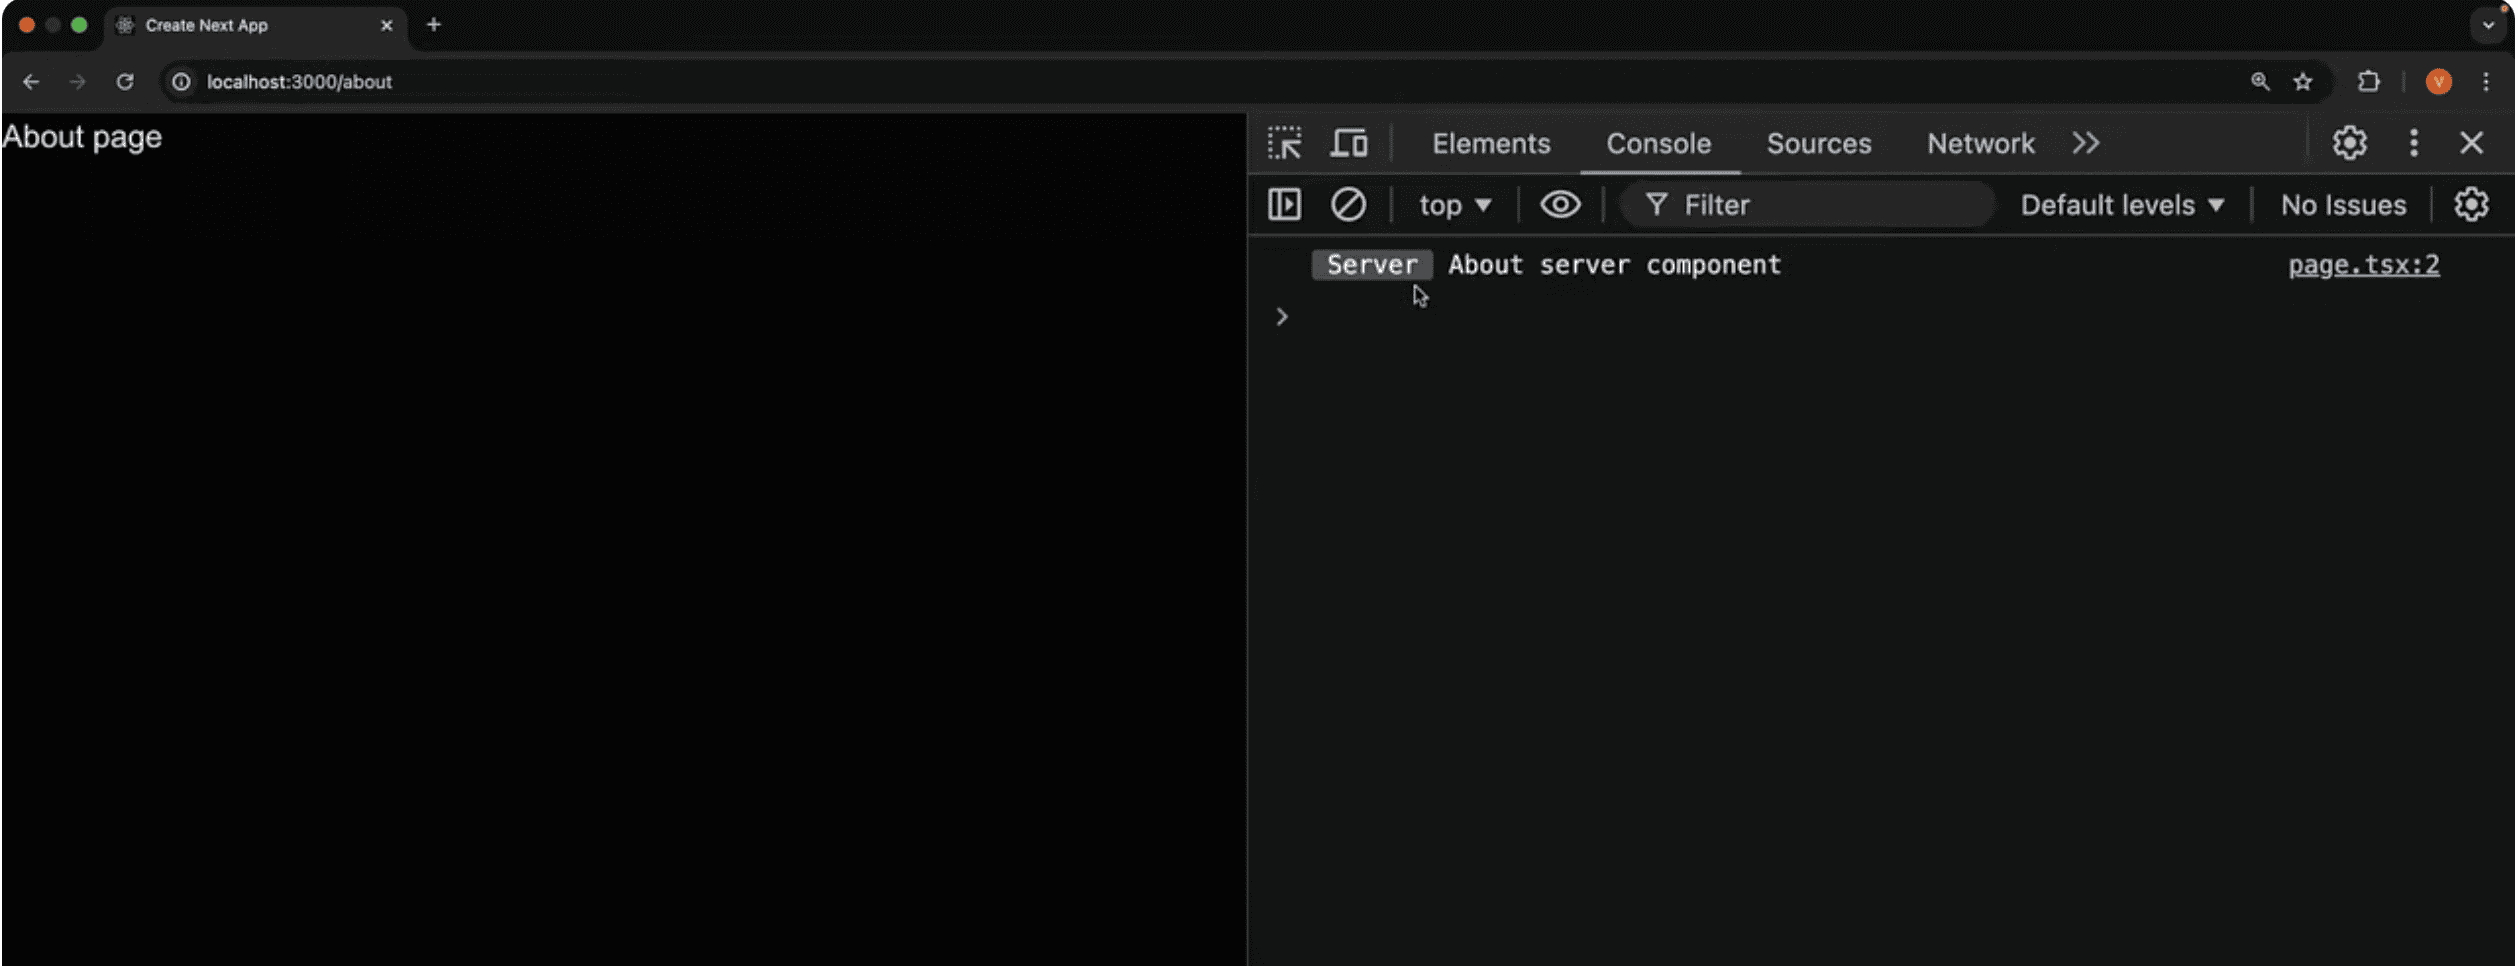 Create Next App
localhost:3000/about
V
About page
Elements Console Sources Network
top Filter Default levels No Issues
Server About server component page.tsx:2